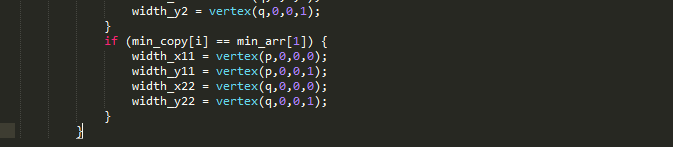 width_y2 = vertex(q,0,0,1);
}
if (min_copy[i] == min_arr[1]) {
width_x11 = vertex(p,0,0,0);
width_y11 = vertex(p,0,0,1);
width_x22 = vertex(q,0,0,0);
width_y22 = vertex(q,0,0,1);
}
}